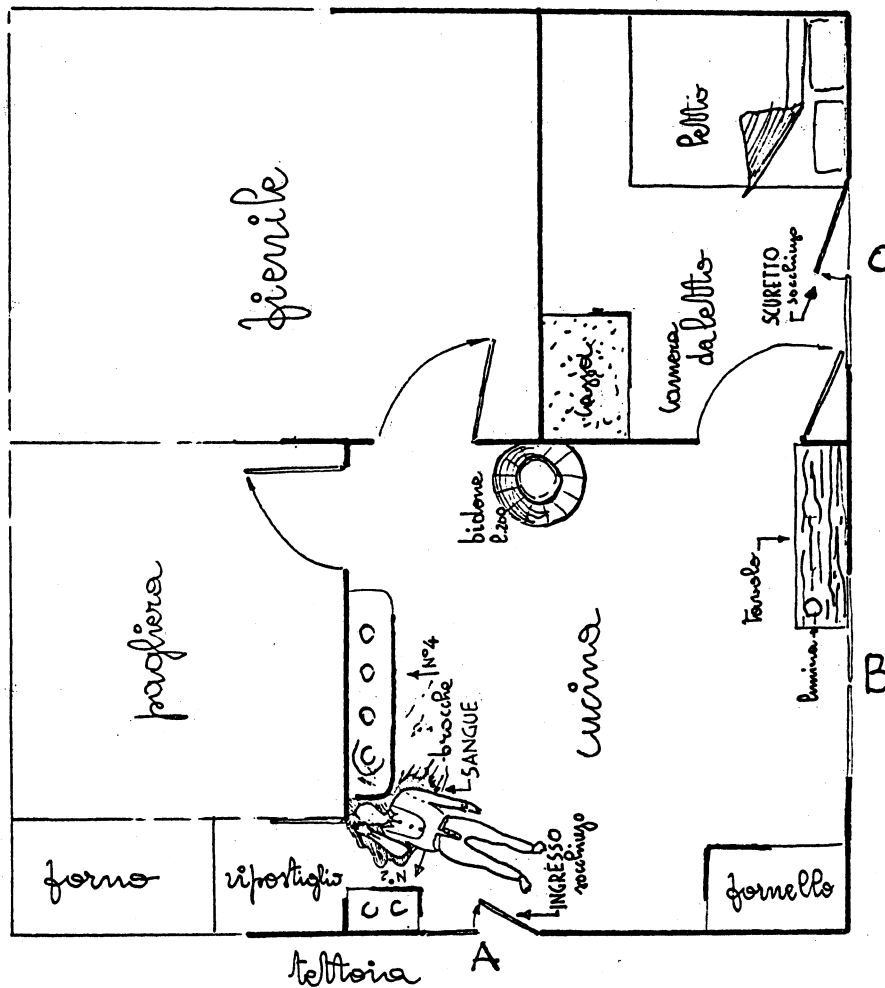 fienile
letto
C
SCURETTO
socchiuso
camera
da letto
cassa
bidone
l. 200
tavolo
lumina
B
pagliera
N°4
brocche
SANGUE
cucina
N°2
INGRESSO
socchiuso
forno
ripostiglio
fornello
tettoia
A